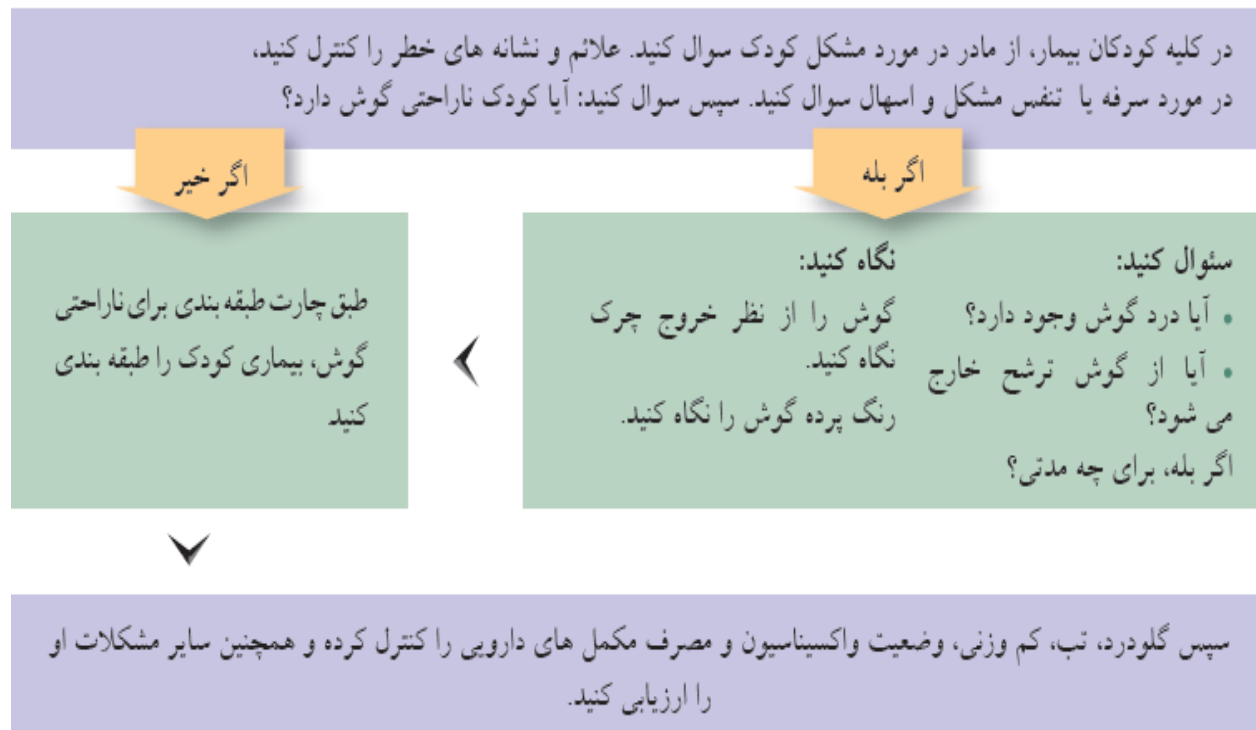 در کلیه کودکان بیمار، از مادر در مورد مشکل کودک سوال کنید. علائم و نشانه های خطر را کنترل کنید،
در مورد سرفه یا تنفس مشکل و اسهال سوال کنید. سپس سوال کنید: آیا کودک ناراحتی گوش دارد؟
اگر بله
اگر خیر
سئوال کنید:
• آیا درد گوش وجود دارد؟
• آیا از گوش ترشح خارج
می شود؟
اگر بله، برای چه مدتی؟
نگاه کنید:
گوش را از نظر خروج چرک
نگاه کنید.
رنگ پرده گوش را نگاه کنید.
طبق چارت طبقه بندی برای ناراحتی
گوش، بیماری کودک را طبقه بندی
کنید
سپس گلودرد، تب، کم وزنی، وضعیت واکسیناسیون و مصرف مکمل های دارویی را کنترل کرده و همچنین سایر مشکلات او
را ارزیابی کنید.